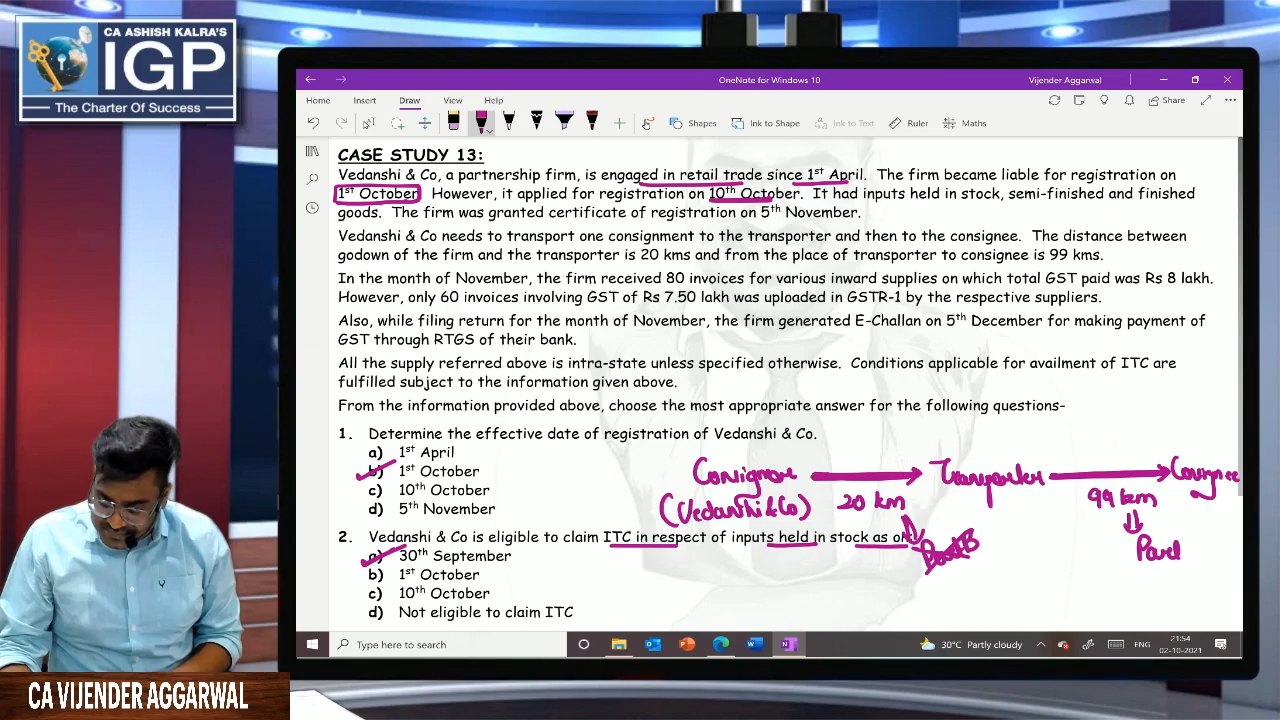 CA ASHISH KALRA'S
IGP
The Charter Of Success
OneNote for Windows 10
Vijender Aggarwal
Home Insert Draw View Help
Share
Shapes Ink to Shape Ink to Text Ruler Maths
CASE STUDY 13:
Vedanshi & Co, a partnership firm, is engaged in retail trade since 1st April. The firm became liable for registration on
1st October. However, it applied for registration on 10th October. It had inputs held in stock, semi-finished and finished
goods. The firm was granted certificate of registration on 5th November.
Vedanshi & Co needs to transport one consignment to the transporter and then to the consignee. The distance between
godown of the firm and the transporter is 20 kms and from the place of transporter to consignee is 99 kms.
In the month of November, the firm received 80 invoices for various inward supplies on which total GST paid was Rs 8 lakh.
However, only 60 invoices involving GST of Rs 7.50 lakh was uploaded in GSTR-1 by the respective suppliers.
Also, while filing return for the month of November, the firm generated E-Challan on 5th December for making payment of
GST through RTGS of their bank.
All the supply referred above is intra-state unless specified otherwise. Conditions applicable for availment of ITC are
fulfilled subject to the information given above.
From the information provided above, choose the most appropriate answer for the following questions-
1. Determine the effective date of registration of Vedanshi & Co.
a) 1st April
b) 1st October
c) 10th October
d) 5th November
Consignore Transporter Consignee
(Vedanshi & Co) 20 km 99 km
2. Vedanshi & Co is eligible to claim ITC in respect of inputs held in stock as on
a) 30th September
b) 1st October
c) 10th October
d) Not eligible to claim ITC
Type here to search
30°C Partly cloudy
ENG
21:54
02-10-2021
CA VIJENDER AGGARWAL